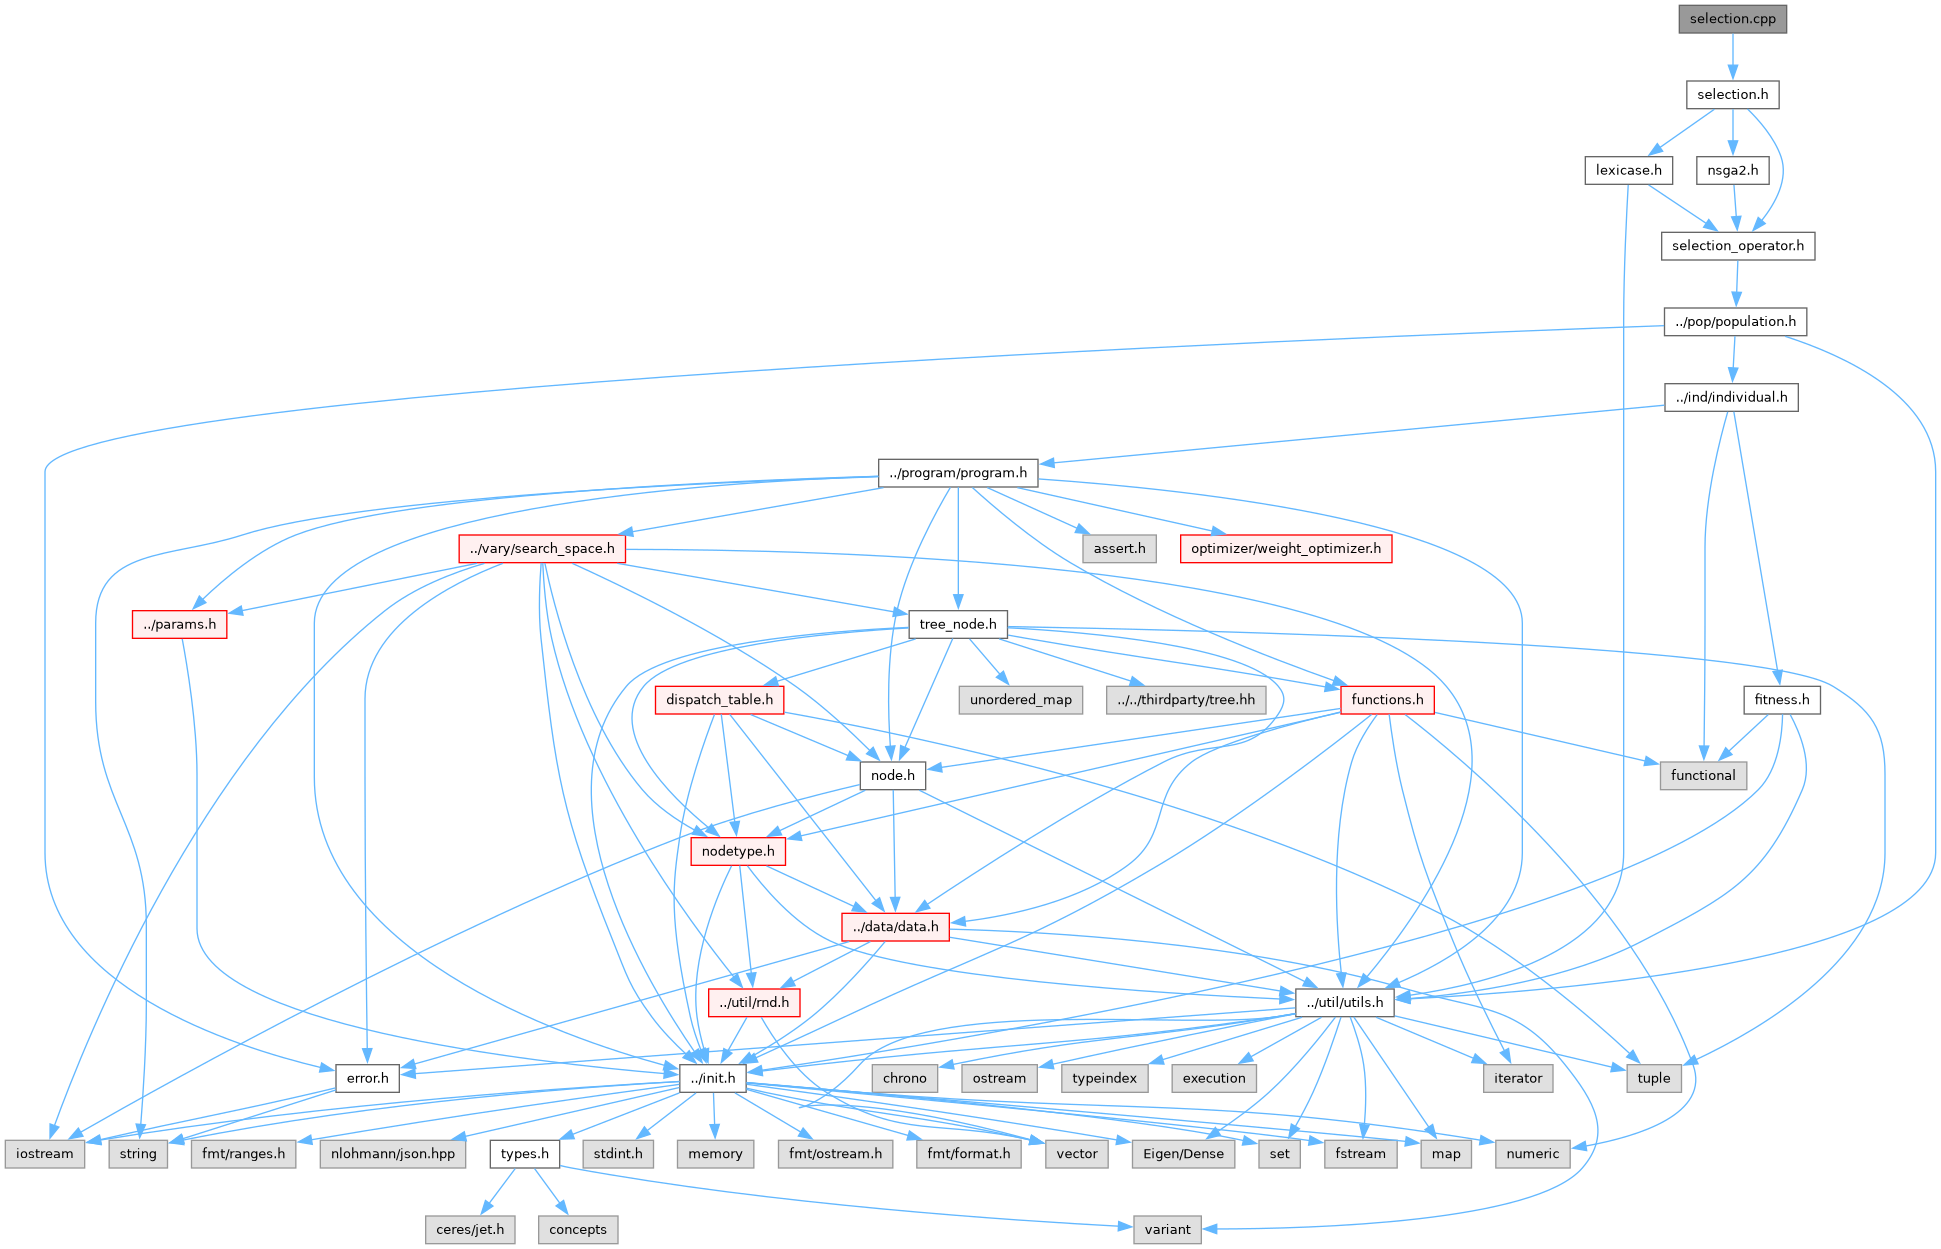 selection.cpp
selection.h
lexicase.h
nsga2.h
selection_operator.h
../pop/population.h
../ind/individual.h
../program/program.h
../vary/search_space.h
assert.h
optimizer/weight_optimizer.h
../params.h
tree_node.h
dispatch_table.h
unordered_map
../../thirdparty/tree.hh
functions.h
fitness.h
node.h
functional
nodetype.h
../data/data.h
../util/rnd.h
../util/utils.h
error.h
../init.h
chrono
ostream
typeindex
execution
iterator
tuple
iostream
string
fmt/ranges.h
nlohmann/json.hpp
types.h
stdint.h
memory
fmt/ostream.h
fmt/format.h
vector
Eigen/Dense
set
fstream
map
numeric
ceres/jet.h
concepts
variant